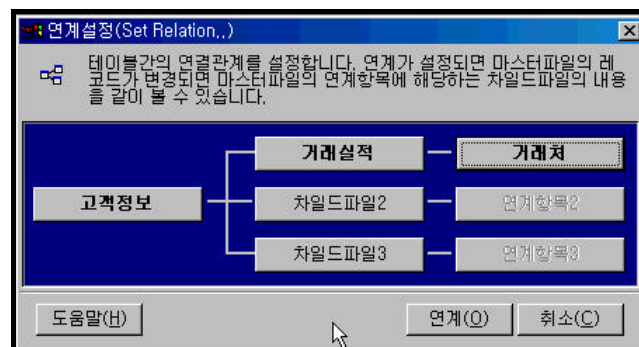 연계설정(Set Relation,,)
테이블간의 연결관계를 설정합니다. 연계가 설정되면 마스터파일의 레
코드가 변경되면 마스터파일의 연계항목에 해당하는 차일드파일의 내용
을 같이 볼 수 있습니다.
거래실적
거래처
고객정보
차일드파일2
연계항목2
차일드파일3
연계항목3
도움말(H)
연계(O)
취소(C)